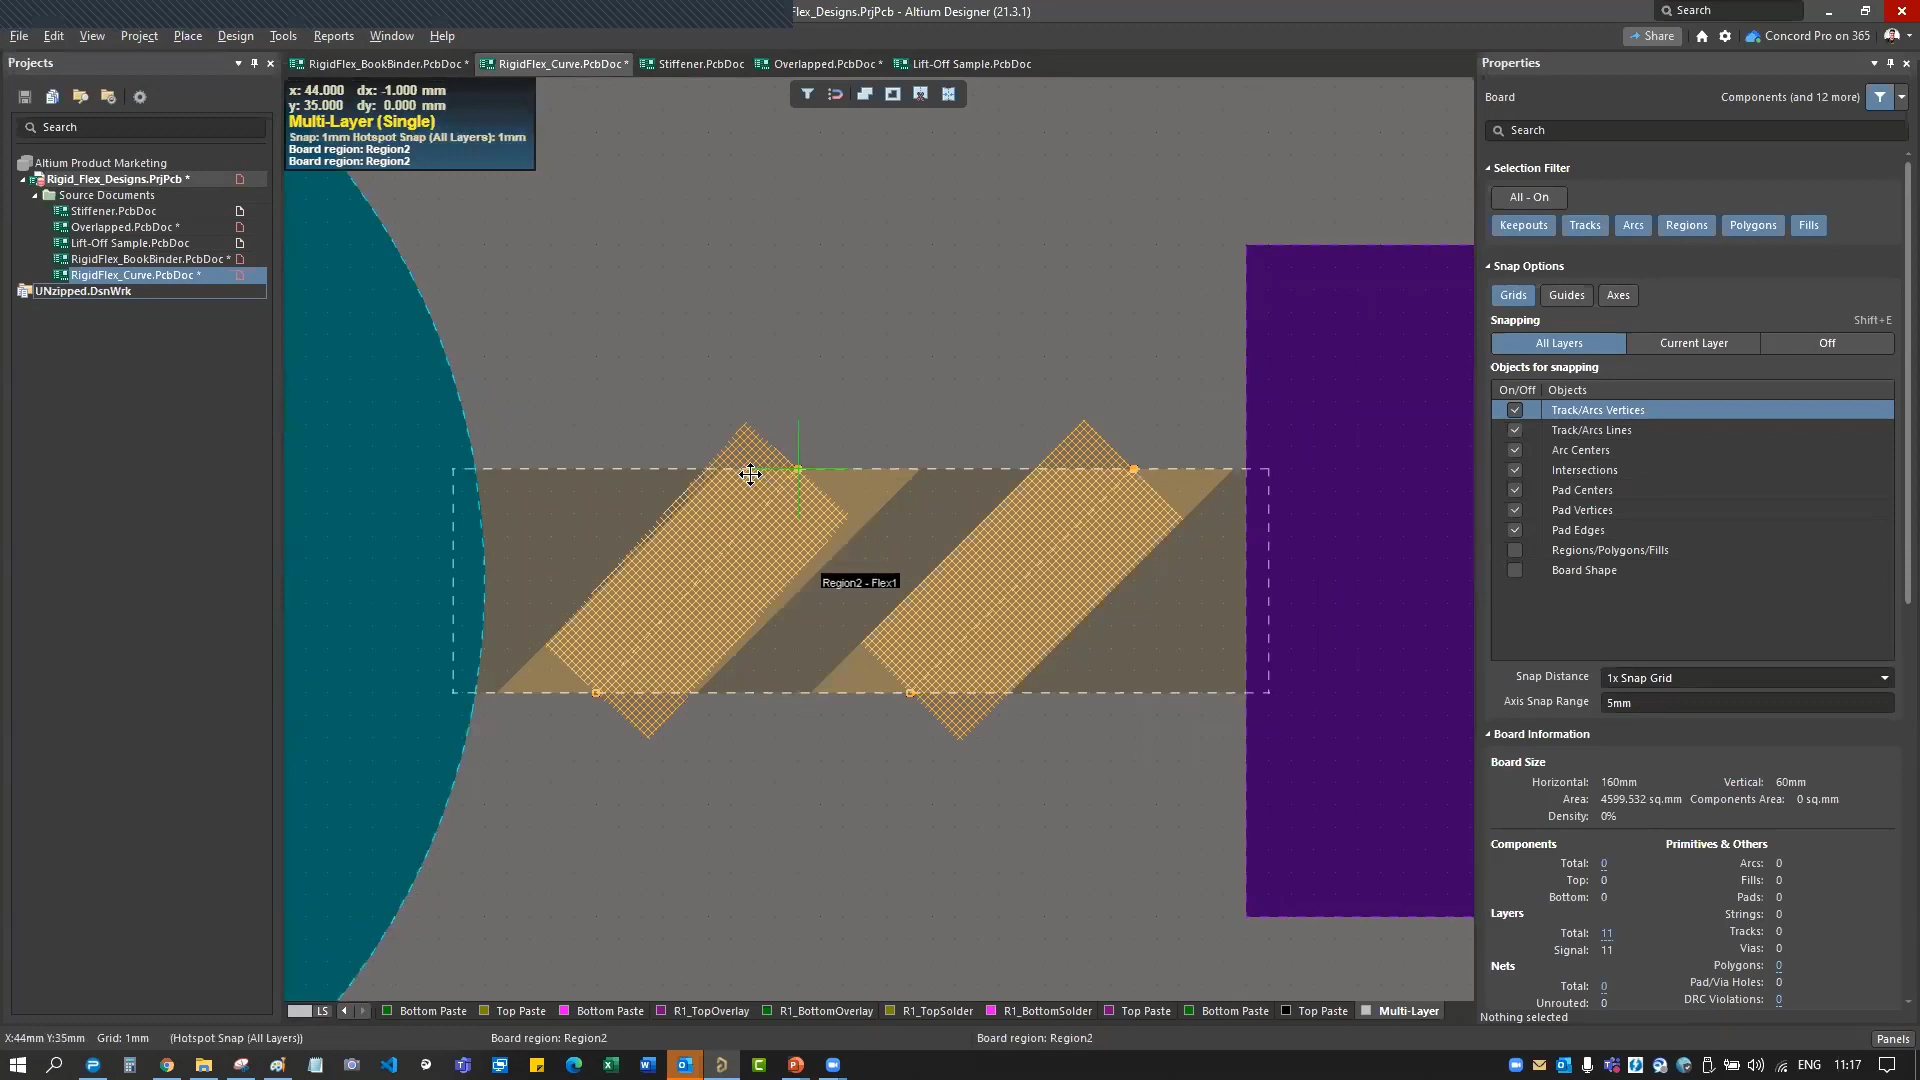 Flex_Designs.PrjPcb - Altium Designer (21.3.1)
Search
File Edit View Project Place Design Tools Reports Window Help
Share
Concord Pro on 365
Projects
RigidFlex_BookBinder.PcbDoc *
RigidFlex_Curve.PcbDoc *
Stiffener.PcbDoc
Overlapped.PcbDoc *
Lift-Off Sample.PcbDoc
Properties
x: 44.000 dx: -1.000 mm
y: 35.000 dy: 0.000 mm
Multi-Layer (Single)
Snap: 1mm Hotspot Snap (All Layers): 1mm
Board region: Region2
Board region: Region2
Board
Components (and 12 more)
Search
Search
Altium Product Marketing
Rigid_Flex_Designs.PrjPcb *
Source Documents
Stiffener.PcbDoc
Overlapped.PcbDoc *
Lift-Off Sample.PcbDoc
RigidFlex_BookBinder.PcbDoc *
RigidFlex_Curve.PcbDoc *
UNzipped.DsnWrk
Region2 - Flex1
Selection Filter
All - On
Keepouts Tracks Arcs Regions Polygons Fills
Snap Options
Grids Guides Axes
Snapping Shift+E
All Layers Current Layer Off
Objects for snapping
On/Off Objects
Track/Arcs Vertices
Track/Arcs Lines
Arc Centers
Intersections
Pad Centers
Pad Vertices
Pad Edges
Regions/Polygons/Fills
Board Shape
Snap Distance 1x Snap Grid
Axis Snap Range 5mm
Board Information
Board Size
Horizontal: 160mm Vertical: 60mm
Area: 4599.532 sq.mm Components Area: 0 sq.mm
Density: 0%
Components Primitives & Others
Total: 0 Arcs: 0
Top: 0 Fills: 0
Bottom: 0 Pads: 0
Layers Strings: 0
Total: 11 Tracks: 0
Signal: 11 Vias: 0
Nets Polygons: 0
Total: 0 Pad/Via Holes: 0
Unrouted: 0 DRC Violations: 0
Nothing selected
LS Bottom Paste Top Paste Bottom Paste R1_TopOverlay R1_BottomOverlay R1_TopSolder R1_BottomSolder Top Paste Bottom Paste Top Paste Multi-Layer
X:44mm Y:35mm Grid: 1mm (Hotspot Snap (All Layers)) Board region: Region2 Board region: Region2 Panels
ENG 11:17